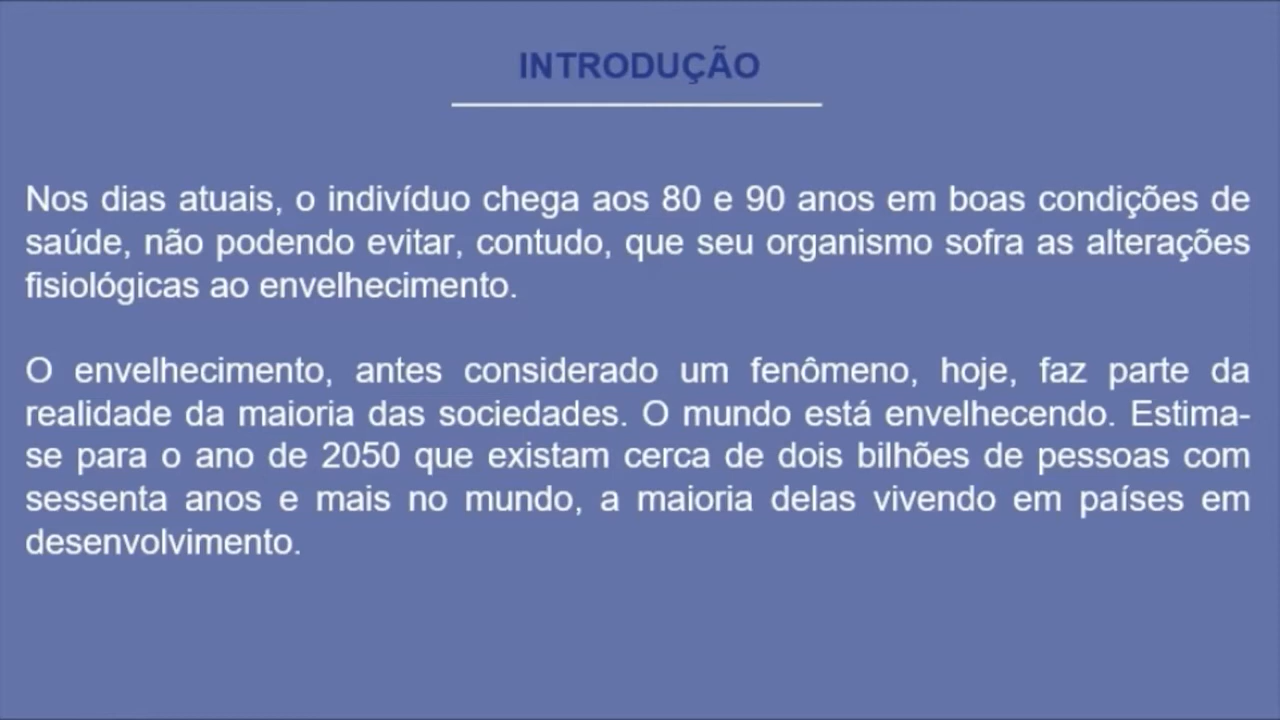 INTRODUÇÃO
Nos dias atuais, o indivíduo chega aos 80 e 90 anos em boas condições de
saúde, não podendo evitar, contudo, que seu organismo sofra as alterações
fisiológicas ao envelhecimento.
O envelhecimento, antes considerado um fenômeno, hoje, faz parte da
realidade da maioria das sociedades. O mundo está envelhecendo. Estima-
se para o ano de 2050 que existam cerca de dois bilhões de pessoas com
sessenta anos e mais no mundo, a maioria delas vivendo em países em
desenvolvimento.